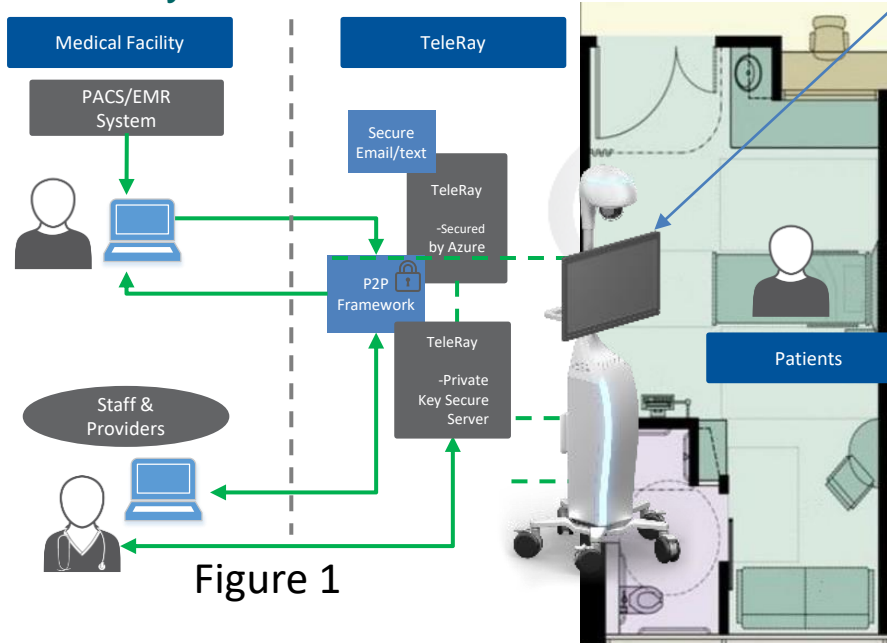 Medical Facility
TeleRay
PACS/EMR
System
Secure
Email/text
TeleRay
-Secured
by Azure
P2P
Framework
TeleRay
-Private
Key Secure
Server
Patients
Staff &
Providers
Figure 1